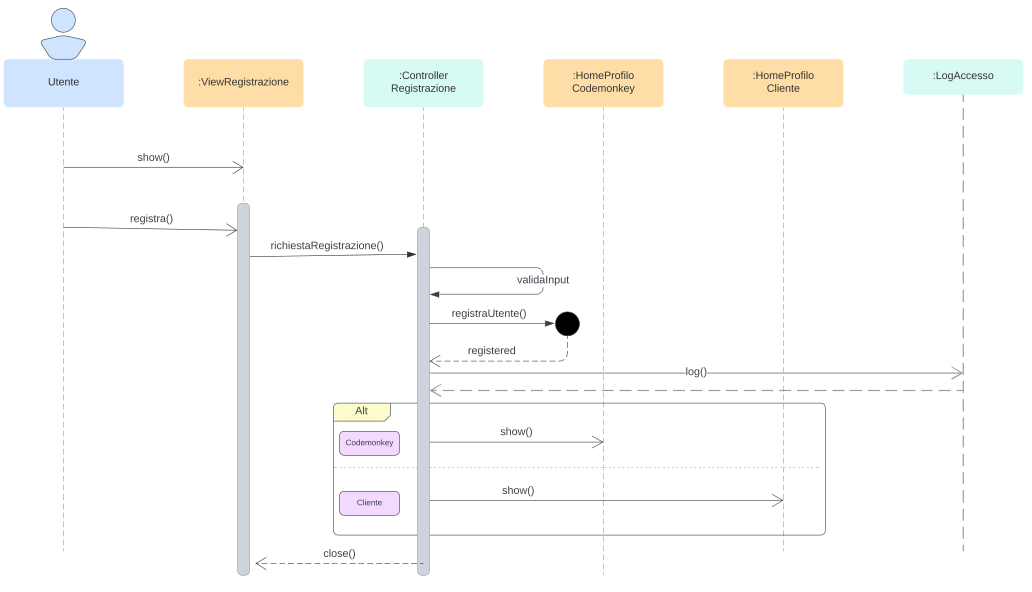 Utente
:ViewRegistrazione
:Controller
Registrazione
:HomeProfilo
Codemonkey
:HomeProfilo
Cliente
:LogAccesso
show()
registra()
richiestaRegistrazione()
validaInput
registraUtente()
registered
log()
Alt
Codemonkey
show()
Cliente
show()
close()